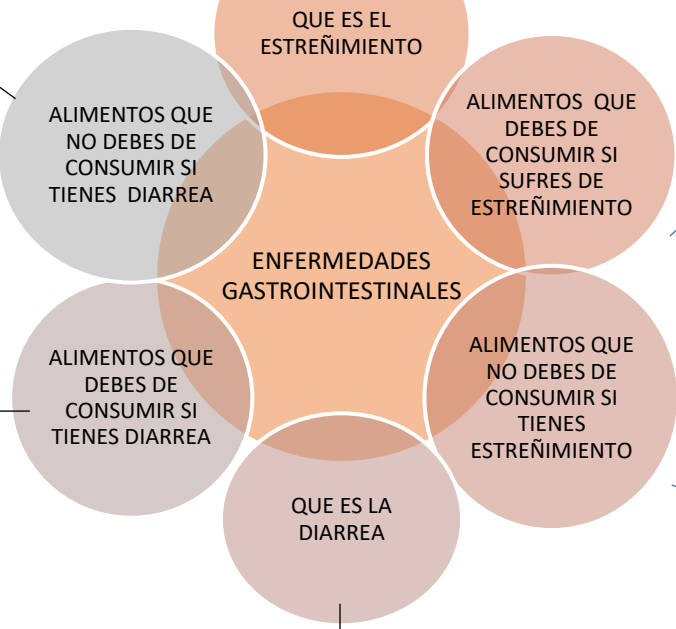 QUE ES EL
ESTREÑIMIENTO
ALIMENTOS QUE
DEBES DE
CONSUMIR SI
SUFRES DE
ESTREÑIMIENTO
ALIMENTOS QUE
NO DEBES DE
CONSUMIR SI
TIENES
ESTREÑIMIENTO
QUE ES LA
DIARREA
ALIMENTOS QUE
DEBES DE
CONSUMIR SI
TIENES DIARREA
ALIMENTOS QUE
NO DEBES DE
CONSUMIR SI
TIENES DIARREA
ENFERMEDADES
GASTROINTESTINALES